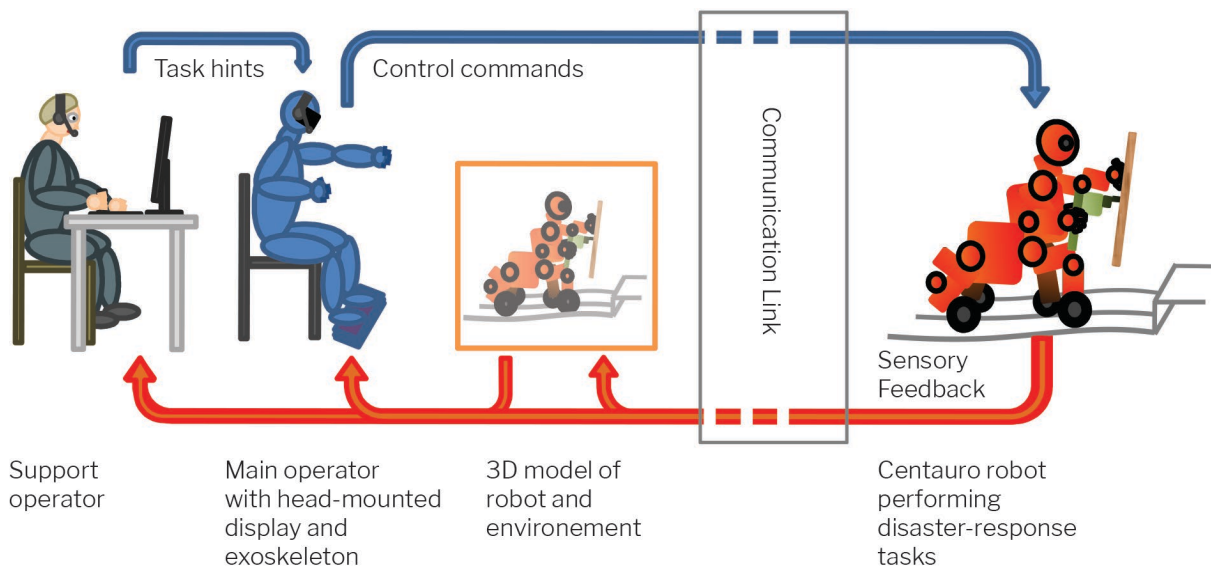 Task hints
Control commands
Communication Link
Sensory
Feedback
Support
operator
Main operator
with head-mounted
display and
exoskeleton
3D model of
robot and
environement
Centauro robot
performing
disaster-response
tasks